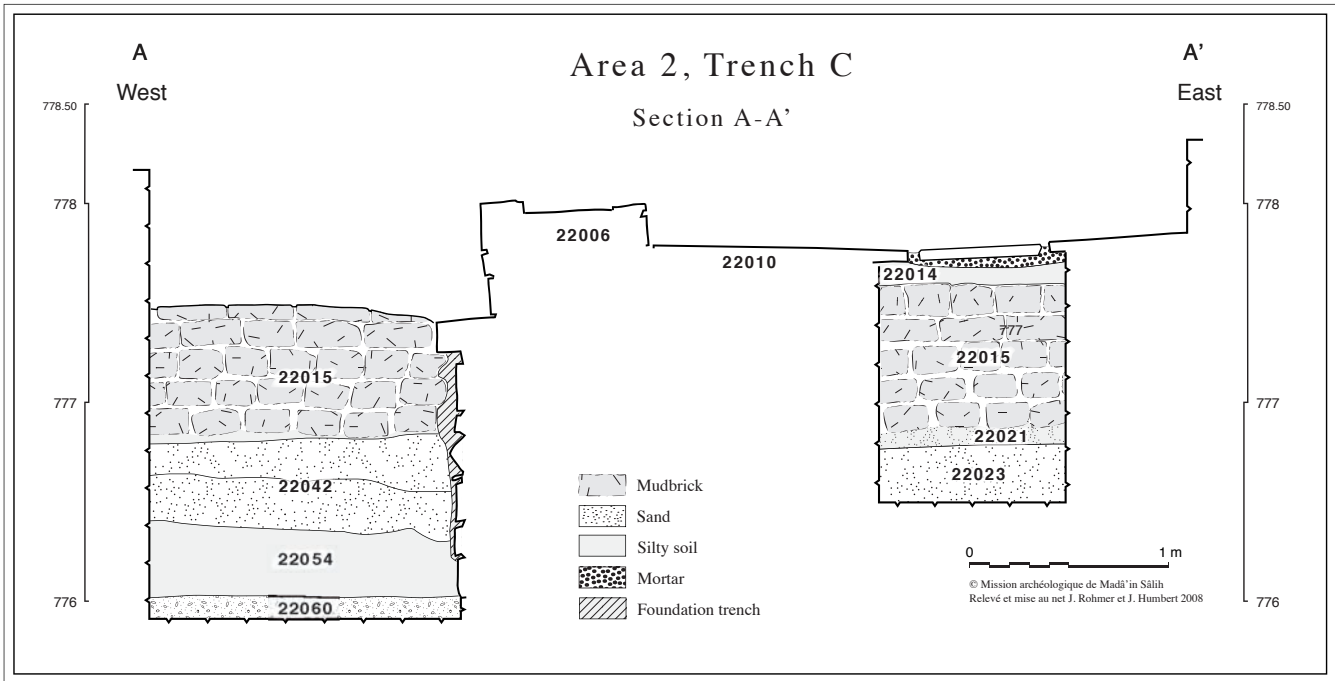 A
A'
Area 2, Trench C
West
East
Section A-A'
778.50
778.50
778
778
22006
22010
22014
777
22015
22015
777
777
22021
22042
22023
Mudbrick
Sand
Silty soil
Mortar
Foundation trench
22054
0 1 m
© Mission archéologique de Madâ'in Sâlih
Relevé et mise au net J. Rohmer et J. Humbert 2008
776
776
22060